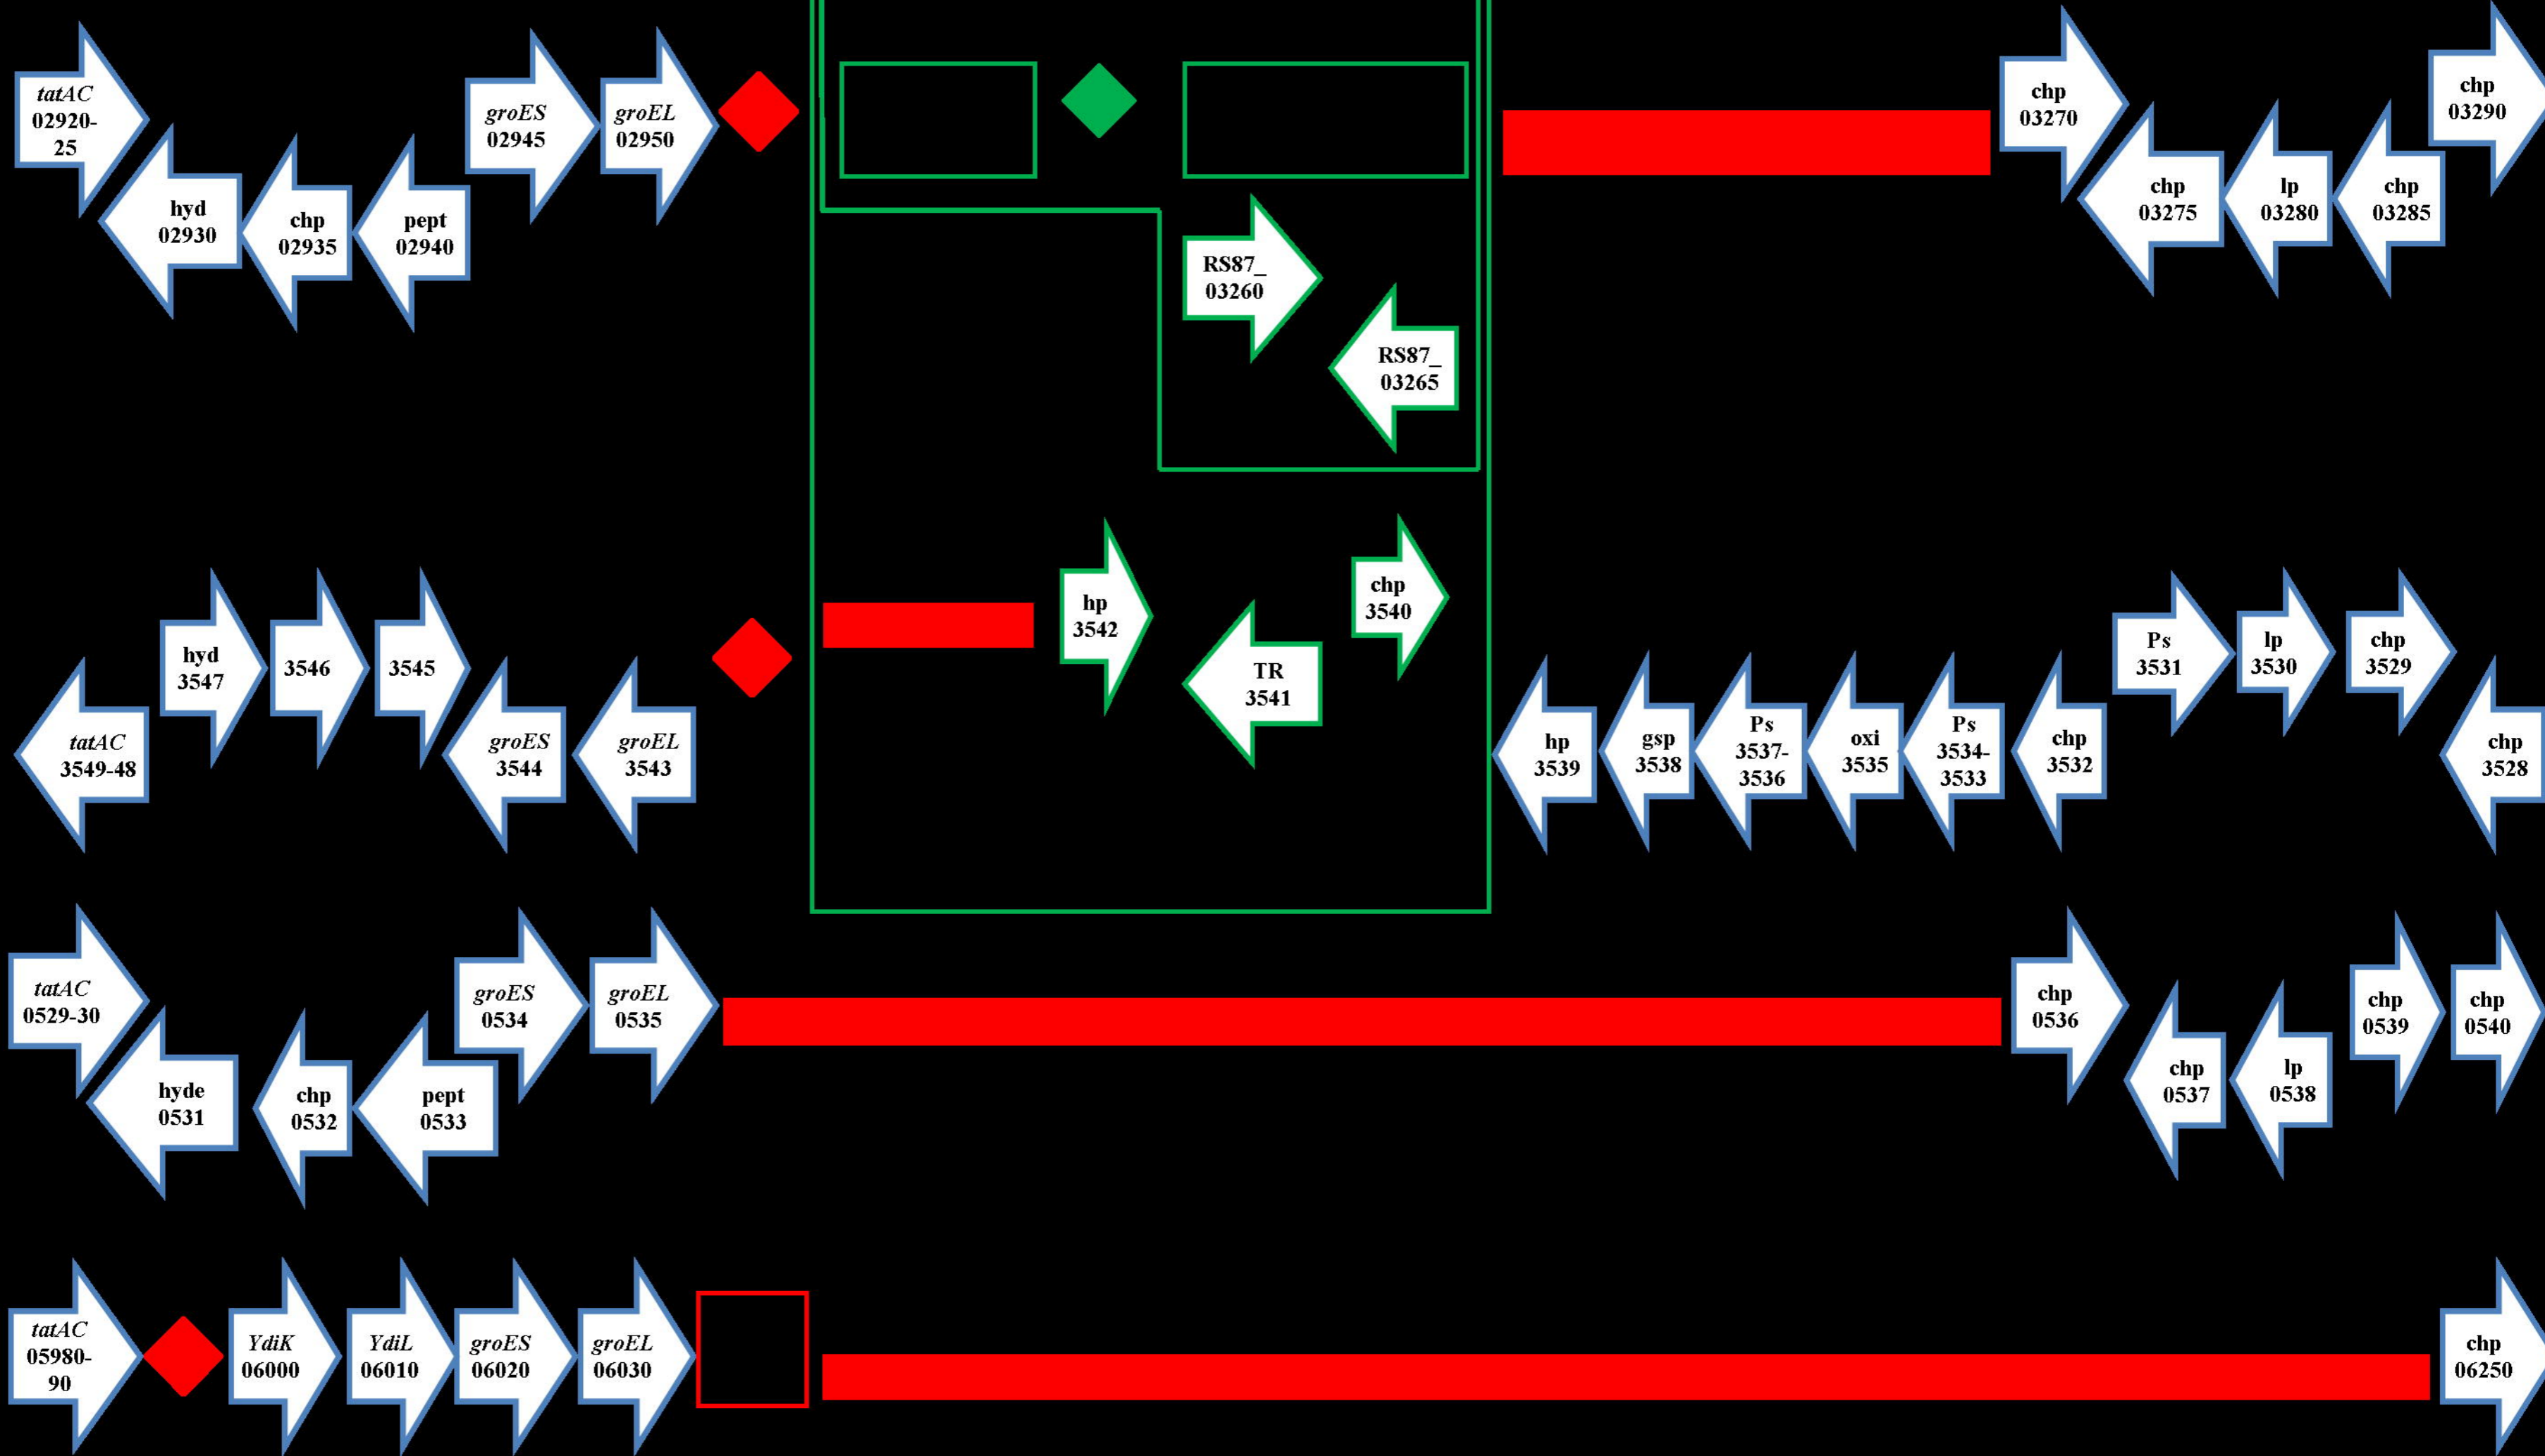 tatAC
02920-
25
hyd
02930
chp
02935
pept
02940
groES
02945
groEL
02950
RS87_
03260
RS87_
03265
chp
03270
chp
03275
lp
03280
chp
03285
chp
03290
tatAC
3549-48
hyd
3547
3546
3545
groES
3544
groEL
3543
hp
3542
TR
3541
chp
3540
hp
3539
gsp
3538
Ps
3537-
3536
oxi
3535
Ps
3534-
3533
chp
3532
Ps
3531
lp
3530
chp
3529
chp
3528
tatAC
0529-30
hyde
0531
chp
0532
pept
0533
groES
0534
groEL
0535
chp
0536
chp
0537
lp
0538
chp
0539
chp
0540
tatAC
05980-
90
YdiK
06000
YdiL
06010
groES
06020
groEL
06030
chp
06250